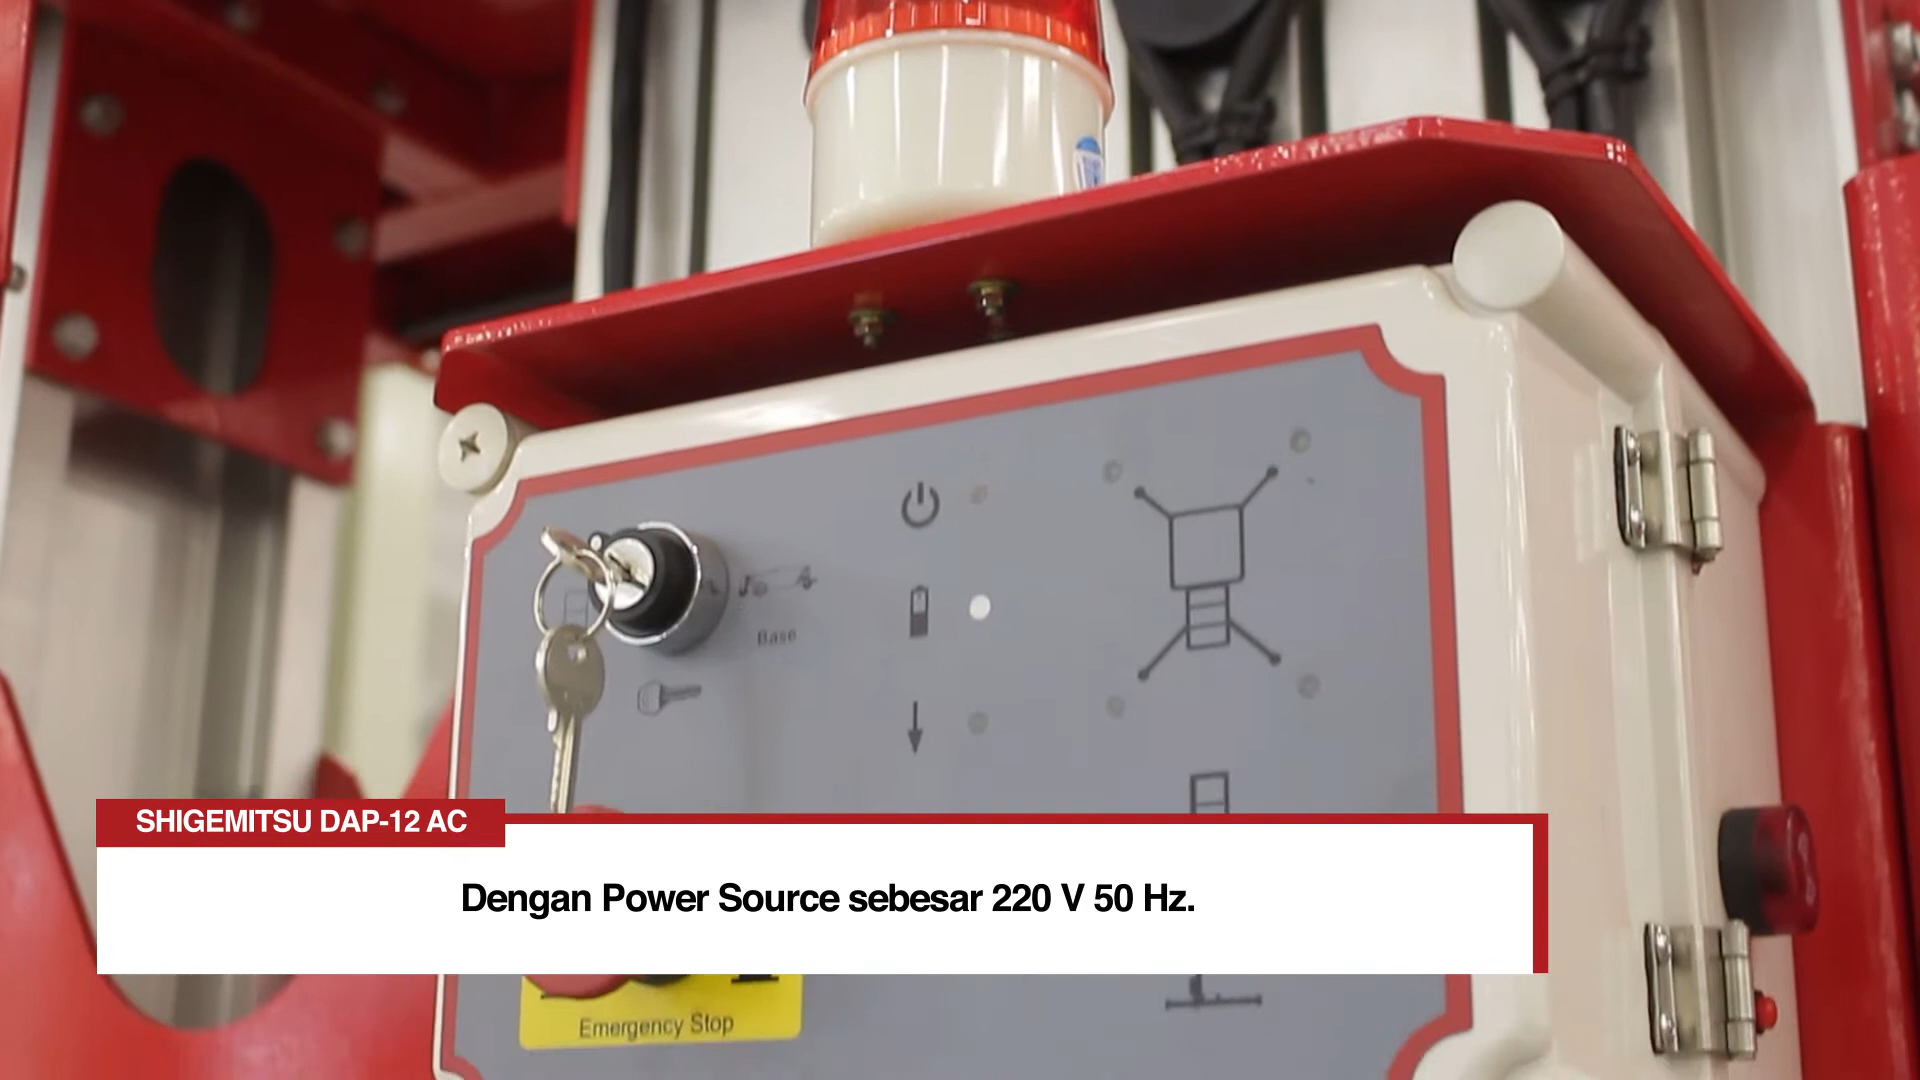 Base
SHIGEMITSU DAP-12 AC
Dengan Power Source sebesar 220 V 50 Hz.
Emergency Stop